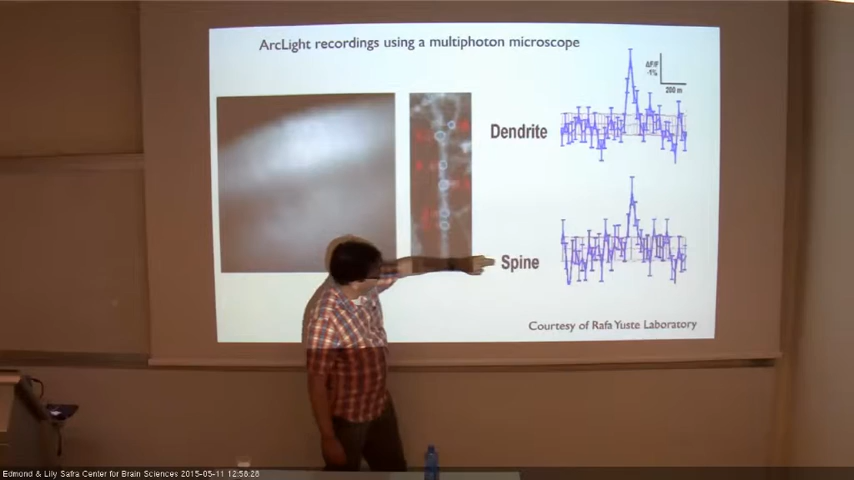 ArcLight recordings using a multiphoton microscope
ΔF/F
-1%
Dendrite
Spine
Courtesy of Rafa Yuste Laboratory
Edmond & Lily Safra Center for Brain Sciences 2015-05-11 12:58:28